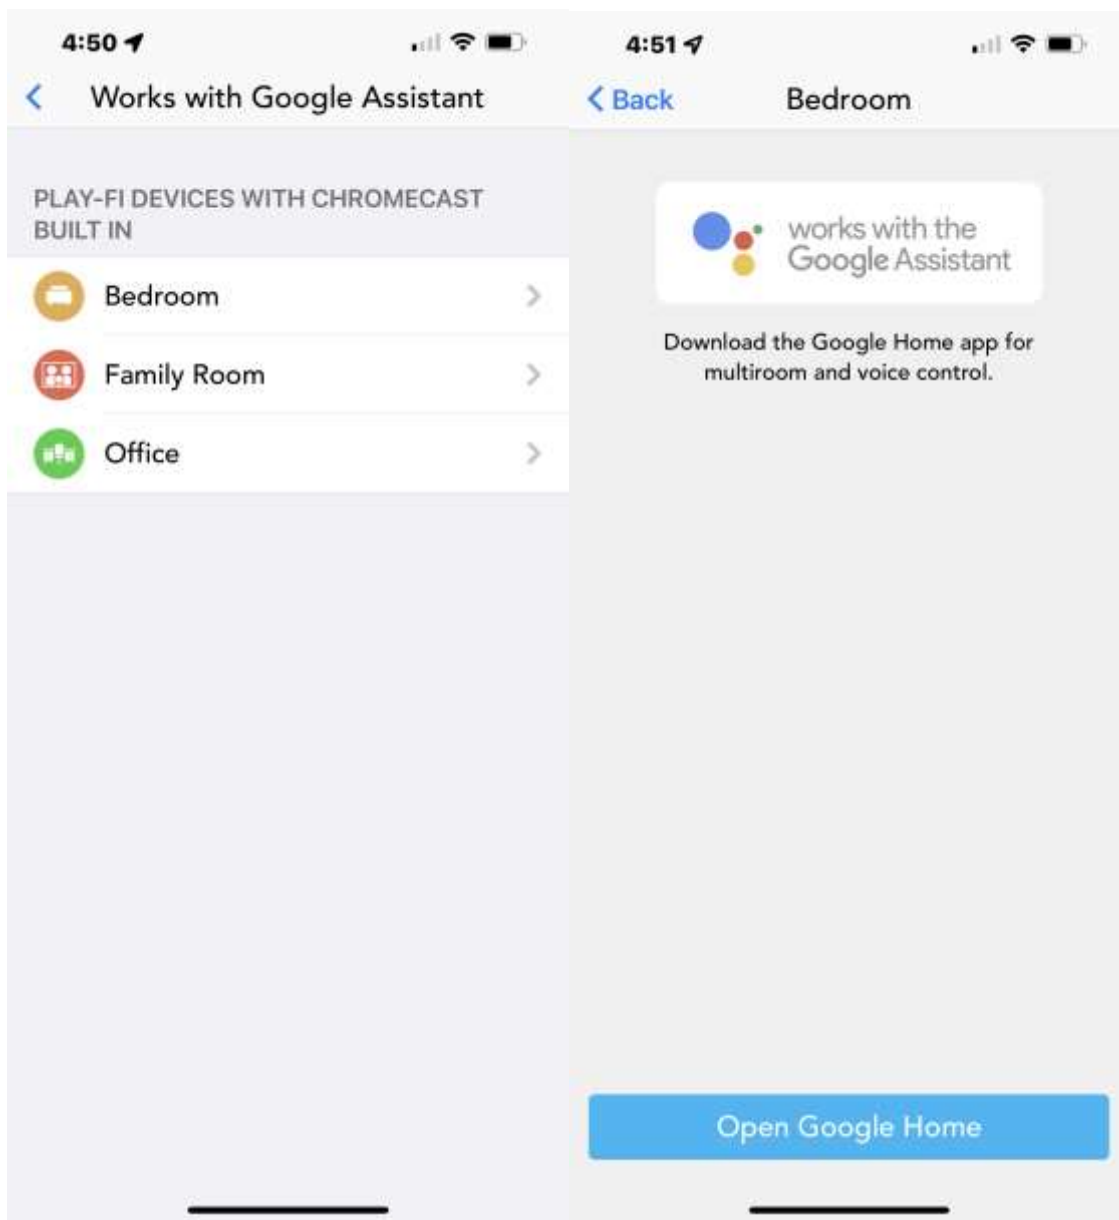 4:50
Works with Google Assistant
PLAY-FI DEVICES WITH CHROMECAST
BUILT IN
Bedroom
Family Room
Office
4:51
Back
Bedroom
works with the
Google Assistant
Download the Google Home app for
multiroom and voice control.
Open Google Home